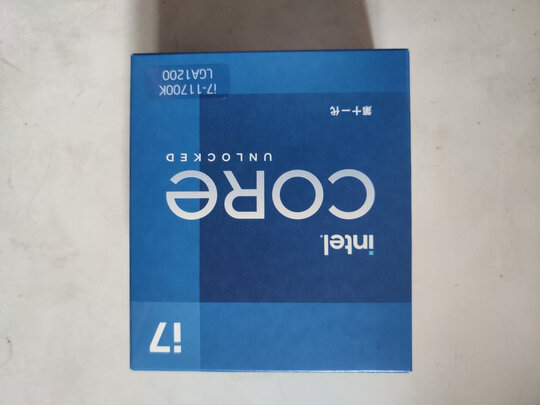 i7
intel
CORE
UNLOCKED
第十一代
i7-11700K
LGA1200